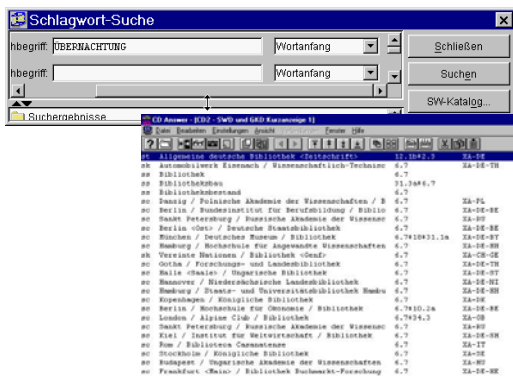 Schlagwort-Suche
hbegriff: ÜBERNACHTUNG Wortanfang Schließen
hbegriff: Wortanfang Suchen
SW-Katalog...
Suchergebnisse
CD Answer - [CD2 - SWD und GKD Kurzanzeige 1]
Datei Bearbeiten Einstellungen Ansicht Fenster Hilfe
st Allgemeine deutsche Bibliothek <Zeitschrift> 12.1b#2.3 XA-DE
sk Automobilwerk Eisenach / Wissenschaftlich-Technisc 6.7 XA-DE-TH
ss Bibliothek 6.7
ss Bibliotheksbau 31.3a#6.7
ss Bibliotheksbestand 6.7
sc Danzig / Polnische Akademie der Wissenschaften / B 6.7 XA-PL
sc Berlin / Bundesinstitut für Berufsbildung / Biblio 6.7 XA-DE-BE
sc Sankt Petersburg / Russische Akademie der Wissensc 6.7 XA-RU
sc Berlin <Ost> / Deutsche Staatsbibliothek 6.7 XA-DE-BE
sc München / Deutsches Museum / Bibliothek 6.7#10#31.1a XA-DE-BY
sc Hamburg / Hochschule für Angewandte Wissenschaften 6.7 XA-DE-HH
sk Vereinte Nationen / Bibliothek <Genf> 6.7 XA-CH-GE
sc Gotha / Forschungs- und Landesbibliothek 6.7 XA-DE-TH
sc Halle <Saale> / Ungarische Bibliothek 6.7 XA-DE-ST
sc Hannover / Niedersächsische Landesbibliothek 6.7 XA-DE-NI
sc Hamburg / Staats- und Universitätsbibliothek Hambu 6.7 XA-DE-HH
sc Kopenhagen / Königliche Bibliothek 6.7 XA-DK
sc Berlin / Hochschule für Ökonomie / Bibliothek 6.7#10.2a XA-DE-BE
sc London / Alpine Club / Bibliothek 6.7#34.3 XA-GB
sc Sankt Petersburg / Russische Akademie der Wissensc 6.7 XA-RU
sc Kiel / Institut für Weltwirtschaft / Bibliothek 6.7 XA-DE-SH
sc Rom / Biblioteca Casanatense 6.7 XA-IT
sc Stockholm / Königliche Bibliothek 6.7 XA-SE
sc Budapest / Ungarische Akademie der Wissenschaften 6.7 XA-HU
sc Frankfurt <Main> / Bibliothek Buchmarkt-Forschung 6.7 XA-DE-HE